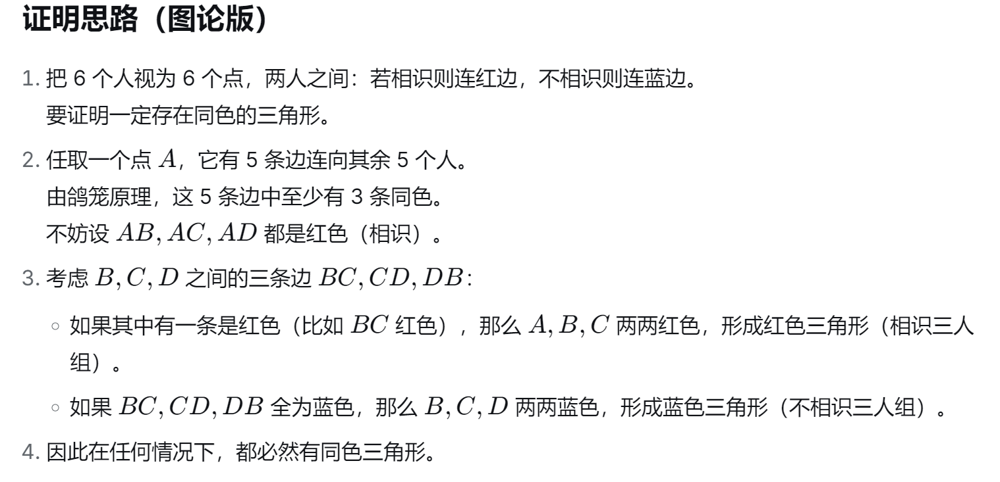 证明思路（图论版）
1. 把 6 个人视为 6 个点，两人之间：若相识则连红边，不相识则连蓝边。
要证明一定存在同色的三角形。
2. 任取一个点 A，它有 5 条边连向其余 5 个人。
由鸽笼原理，这 5 条边中至少有 3 条同色。
不妨设 AB, AC, AD 都是红色（相识）。
3. 考虑 B, C, D 之间的三条边 BC, CD, DB：
○ 如果其中有一条是红色（比如 BC 红色），那么 A, B, C 两两红色，形成红色三角形（相识三人
组）。
○ 如果 BC, CD, DB 全为蓝色，那么 B, C, D 两两蓝色，形成蓝色三角形（不相识三人组）。
4. 因此在任何情况下，都必然有同色三角形。